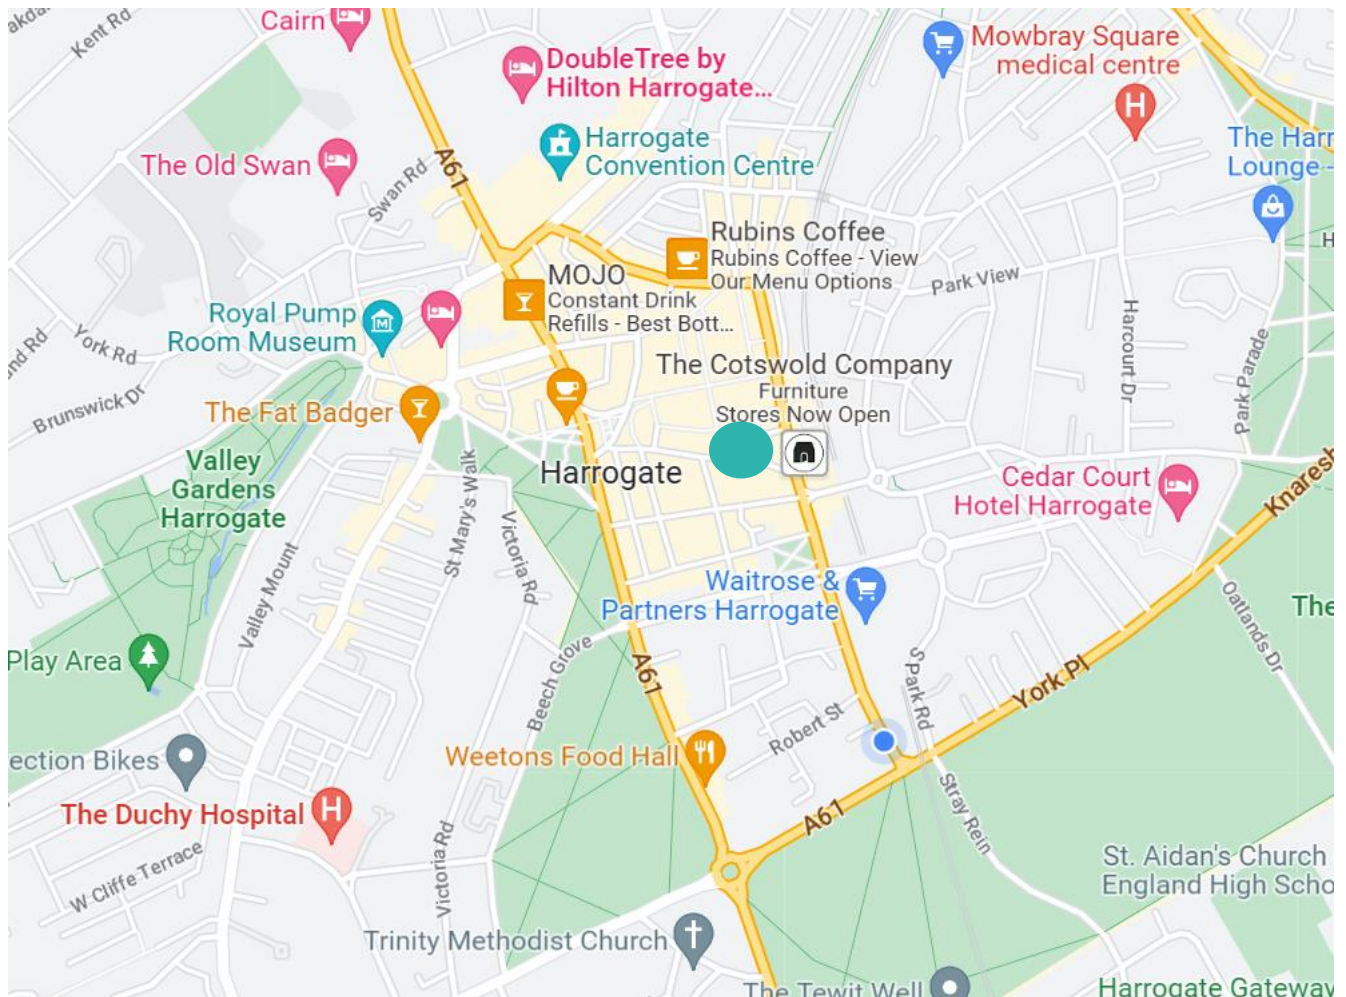 Cairn
Kent Rd
DoubleTree by
Hilton Harrogate...
Mowbray Square
medical centre
The Old Swan
A61
Swan Rd
Harrogate
Convention Centre
The Harr
Lounge -
Rubins Coffee
Rubins Coffee - View
Our Menu Options
MOJO
Constant Drink
Refills - Best Bott...
Park View
Royal Pump
Room Museum
York Rd
Harcourt Dr
Park Parade
Brunswick Dr
The Fat Badger
The Cotswold Company
Furniture
Stores Now Open
Valley
Gardens
Harrogate
Harrogate
Cedar Court
Hotel Harrogate
Knaresb
St Mary's Walk
Victoria Rd
Valley Mount
Waitrose &
Partners Harrogate
Oatlands Dr
The
Play Area
Beech Grove
A61
S Park Rd
York Pl
Robert St
ection Bikes
Weetons Food Hall
The Duchy Hospital
A61
Stray Rein
W Cliffe Terrace
Victoria Rd
St. Aidan's Church
England High Scho
Trinity Methodist Church
The Tewit Well
Harrogate Gateway